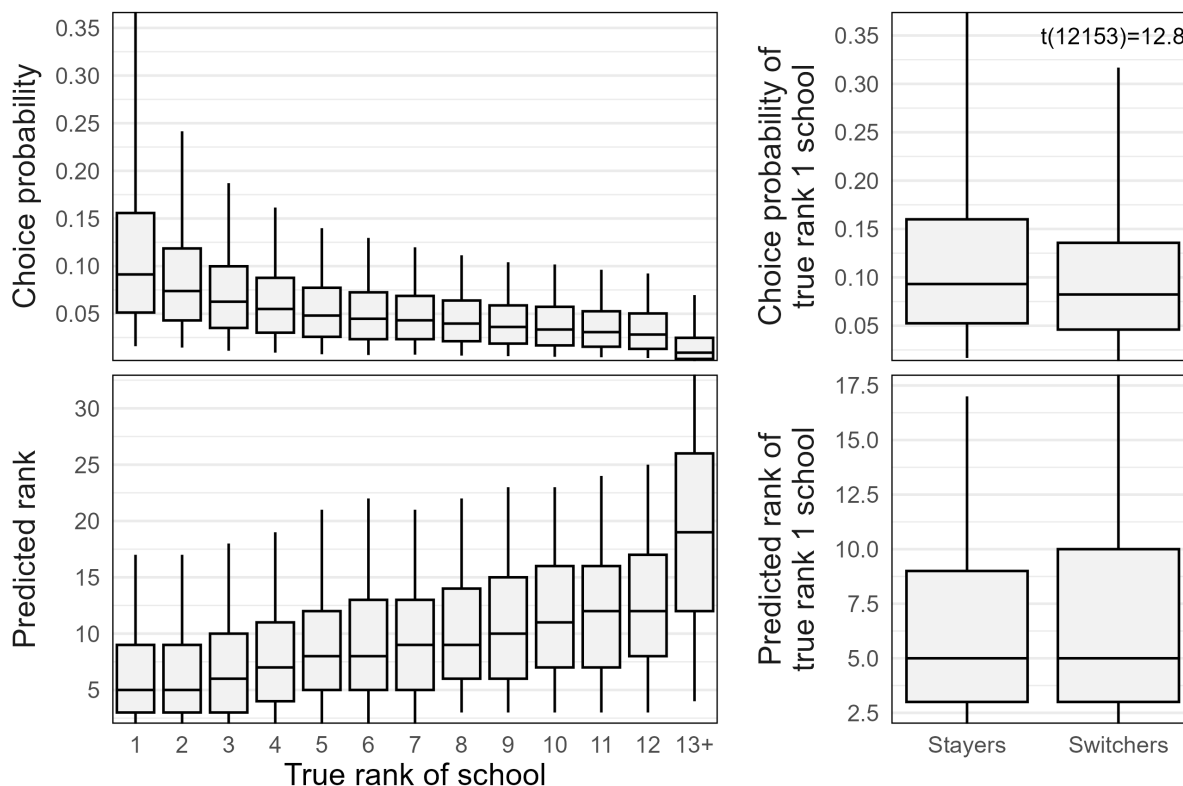 Choice probability
0.35
0.30
0.25
0.20
0.15
0.10
0.05
Predicted rank
30
25
20
15
10
5
1 2 3 4 5 6 7 8 9 10 11 12 13+
True rank of school
Choice probability of
true rank 1 school
0.35
0.30
0.25
0.20
0.15
0.10
0.05
t(12153)=12.8
Predicted rank of
true rank 1 school
17.5
15.0
12.5
10.0
7.5
5.0
2.5
Stayers Switchers